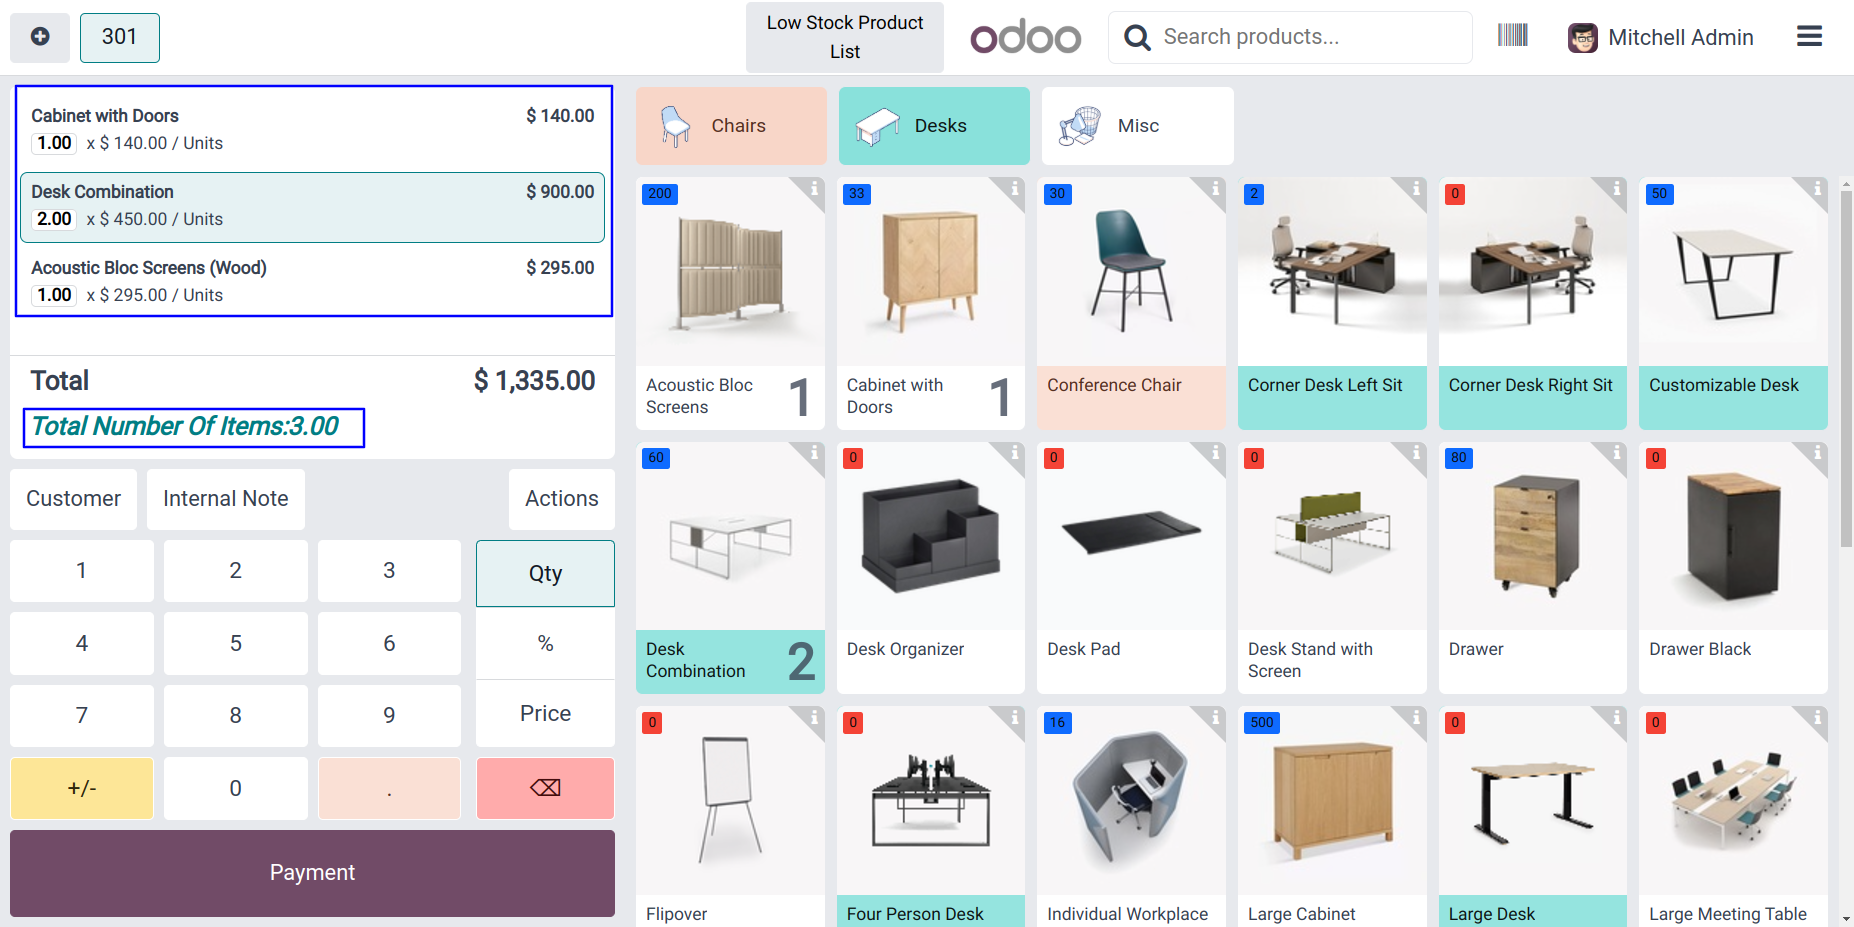 301
Low Stock Product
List
odoo
Search products...
Mitchell Admin
Cabinet with Doors $ 140.00
1.00 x $ 140.00 / Units
Desk Combination $ 900.00
2.00 x $ 450.00 / Units
Acoustic Bloc Screens (Wood) $ 295.00
1.00 x $ 295.00 / Units
Total $ 1,335.00
Total Number Of Items:3.00
Customer Internal Note Actions
1 2 3 Qty
4 5 6 %
7 8 9 Price
+/- 0 . ⌫
Payment
Chairs Desks Misc
200 33 30 2 0 50
Acoustic Bloc
Screens
1
Cabinet with
Doors
1
Conference Chair
Corner Desk Left Sit
Corner Desk Right Sit
Customizable Desk
60 0 0 0 80 0
Desk
Combination
2
Desk Organizer
Desk Pad
Desk Stand with
Screen
Drawer
Drawer Black
0 0 16 500 0 0
Flipover
Four Person Desk
Individual Workplace
Large Cabinet
Large Desk
Large Meeting Table